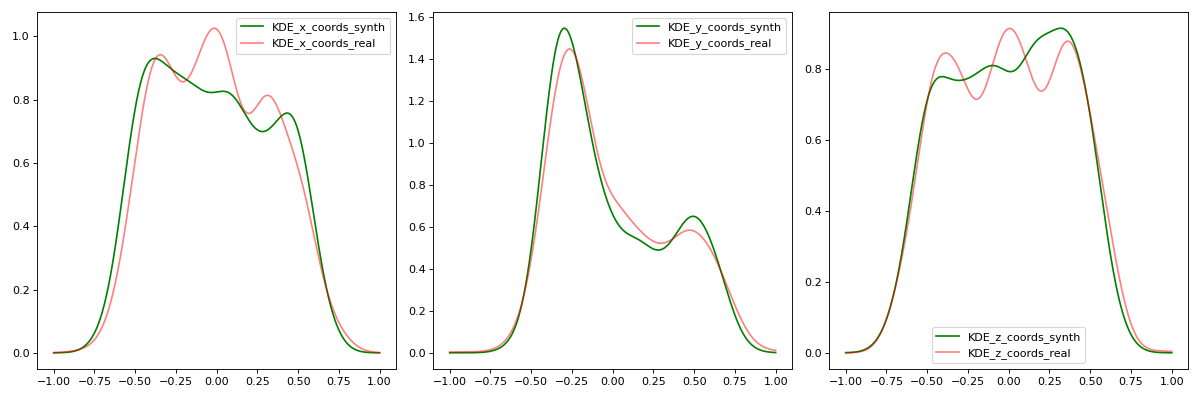 KDE_x_coords_synth
KDE_x_coords_real
1.0
0.8
0.6
0.4
0.2
0.0
−1.00 −0.75 −0.50 −0.25 0.00 0.25 0.50 0.75 1.00
KDE_y_coords_synth
KDE_y_coords_real
1.6
1.4
1.2
1.0
0.8
0.6
0.4
0.2
0.0
−1.00 −0.75 −0.50 −0.25 0.00 0.25 0.50 0.75 1.00
0.8
0.6
0.4
0.2
0.0
KDE_z_coords_synth
KDE_z_coords_real
−1.00 −0.75 −0.50 −0.25 0.00 0.25 0.50 0.75 1.00